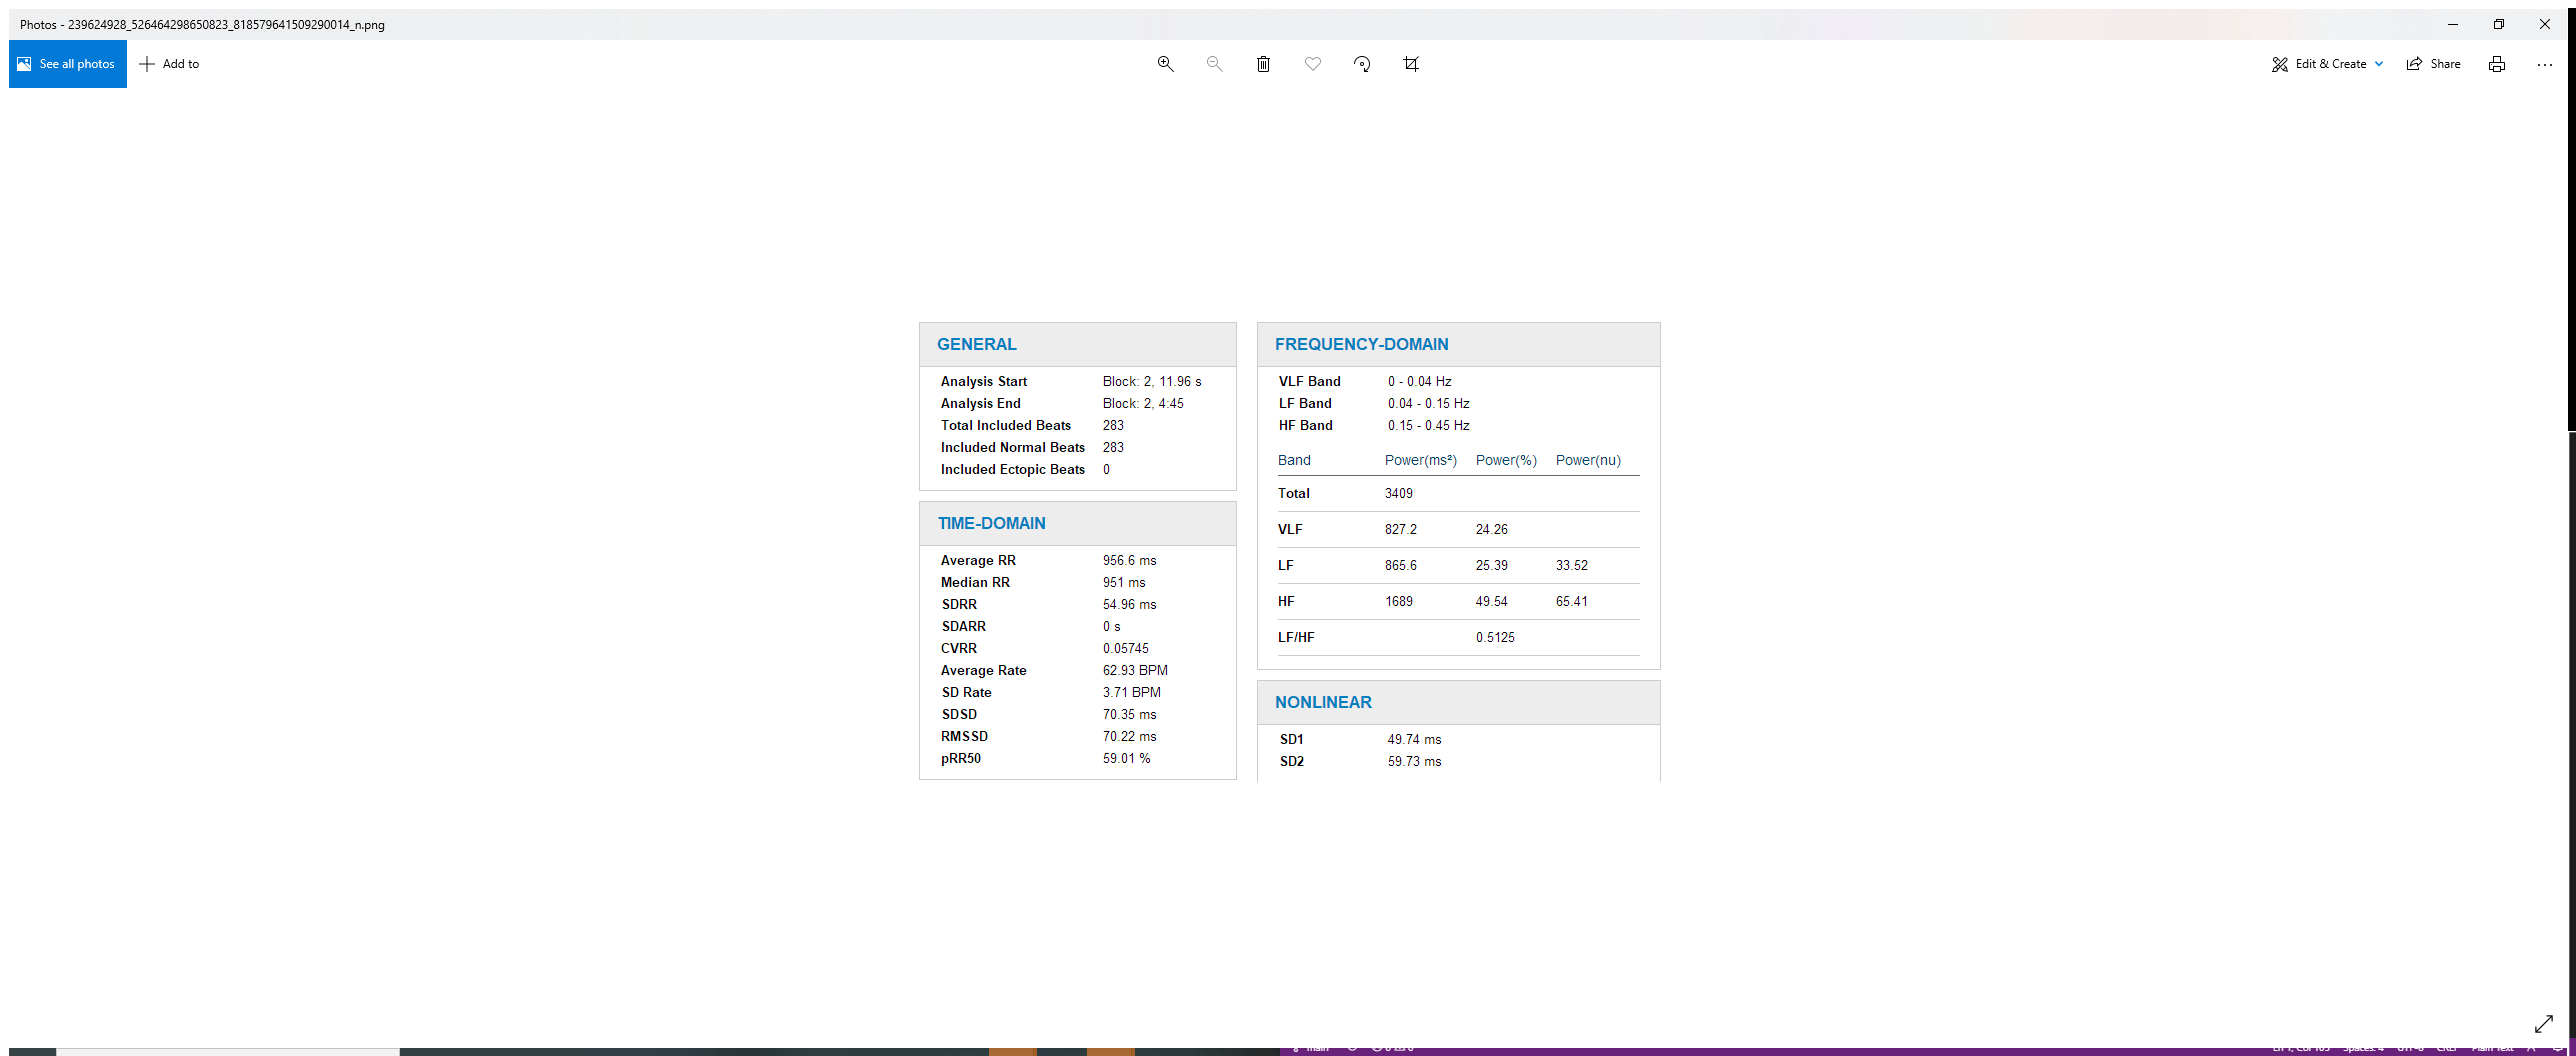 Photos - 239624928_526464298650823_818579641509290014_n.png
See all photos
Add to
Edit & Create
Share
GENERAL
Analysis Start Block: 2, 11.96 s
Analysis End Block: 2, 4:45
Total Included Beats 283
Included Normal Beats 283
Included Ectopic Beats 0
TIME-DOMAIN
Average RR 956.6 ms
Median RR 951 ms
SDRR 54.96 ms
SDARR 0 s
CVRR 0.05745
Average Rate 62.93 BPM
SD Rate 3.71 BPM
SDSD 70.35 ms
RMSSD 70.22 ms
pRR50 59.01 %
FREQUENCY-DOMAIN
VLF Band 0 - 0.04 Hz
LF Band 0.04 - 0.15 Hz
HF Band 0.15 - 0.45 Hz
Band Power(ms²) Power(%) Power(nu)
Total 3409
VLF 827.2 24.26
LF 865.6 25.39 33.52
HF 1689 49.54 65.41
LF/HF 0.5125
NONLINEAR
SD1 49.74 ms
SD2 59.73 ms